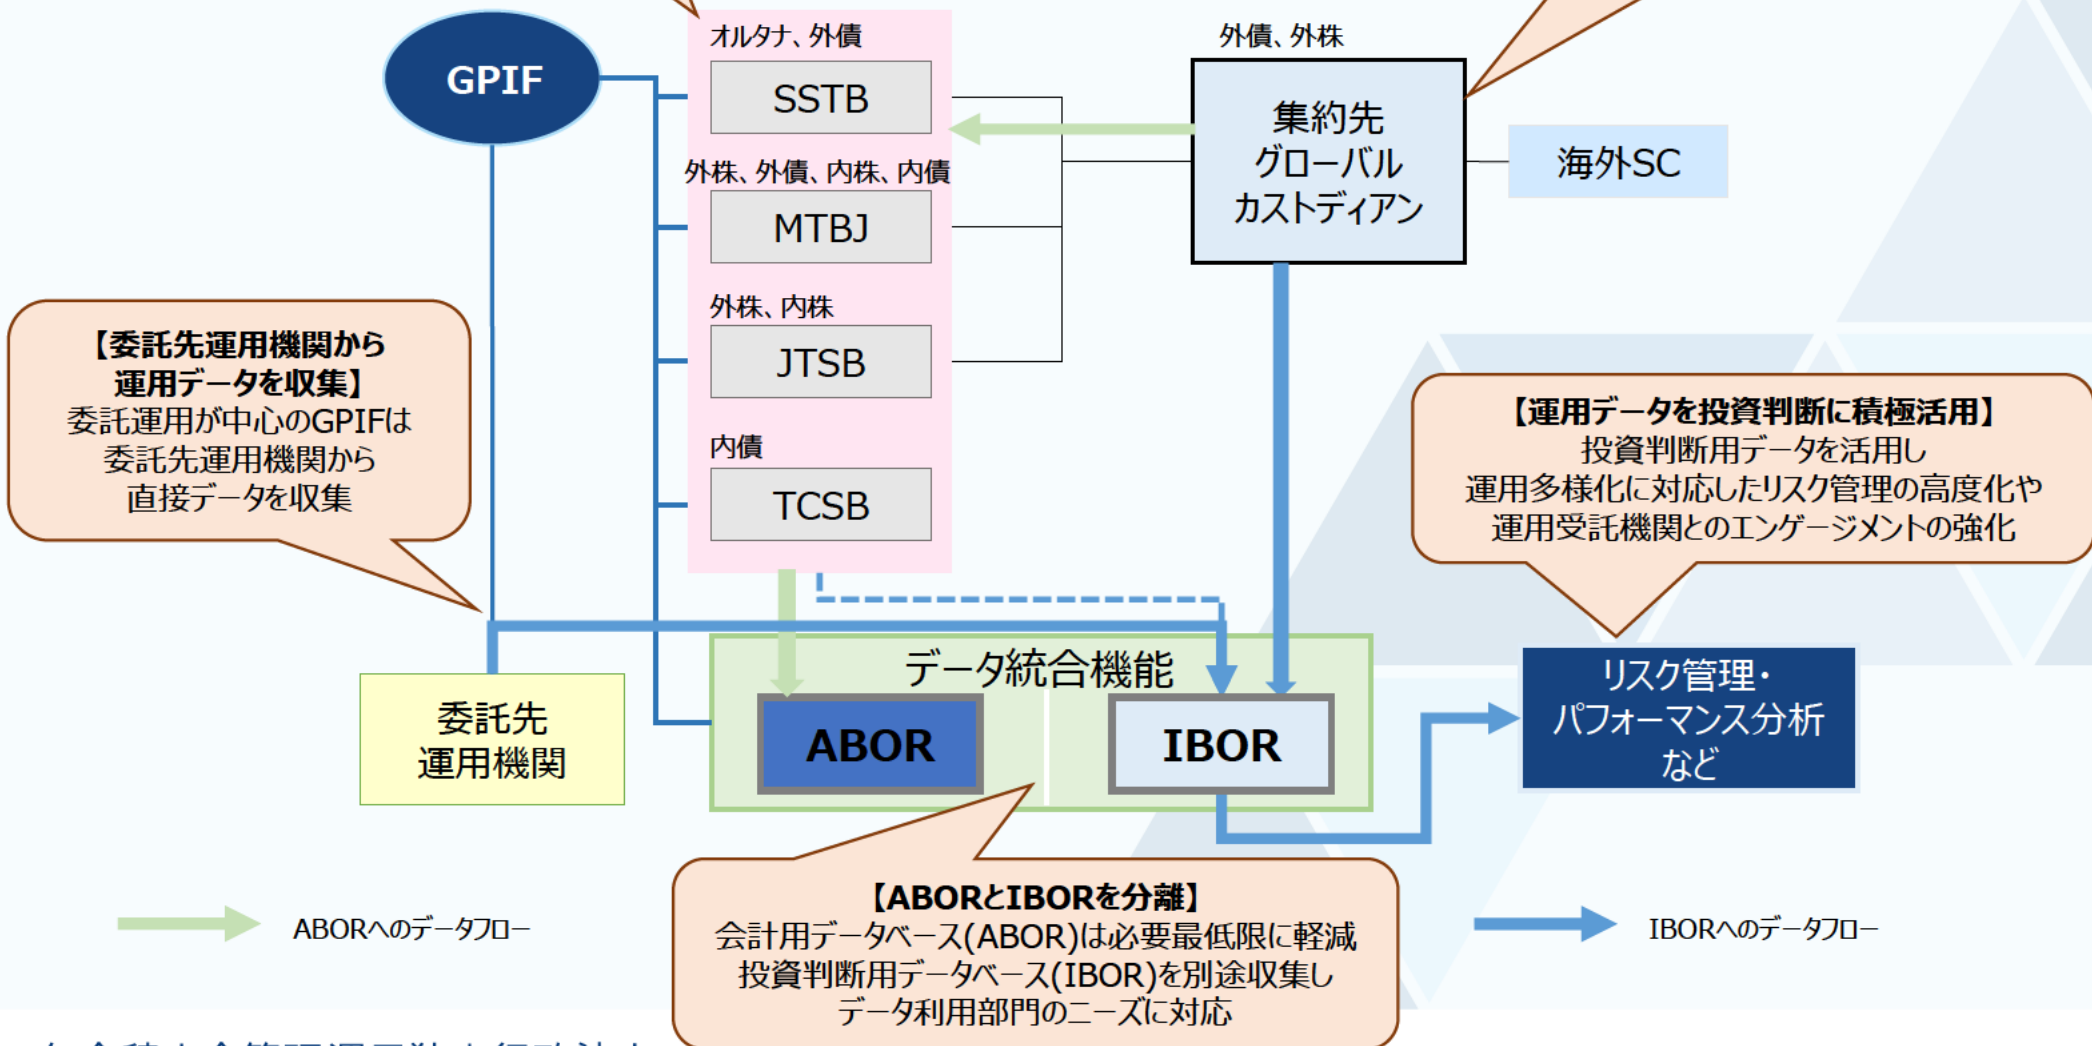 GPIF
オルタナ、外債
SSTB
外株、外債、内株、内債
MTBJ
外株、内株
JTSB
内債
TCSB
外債、外株
集約先
グローバル
カストディアン
海外SC
【委託先運用機関から
運用データを収集】
委託運用が中心のGPIFは
委託先運用機関から
直接データを収集
【運用データを投資判断に積極活用】
投資判断用データを活用し
運用多様化に対応したリスク管理の高度化や
運用受託機関とのエンゲージメントの強化
委託先
運用機関
データ統合機能
ABOR
IBOR
リスク管理・
パフォーマンス分析
など
【ABORとIBORを分離】
会計用データベース(ABOR)は必要最低限に軽減
投資判断用データベース(IBOR)を別途収集し
データ利用部門のニーズに対応
ABORへのデータフロー
IBORへのデータフロー